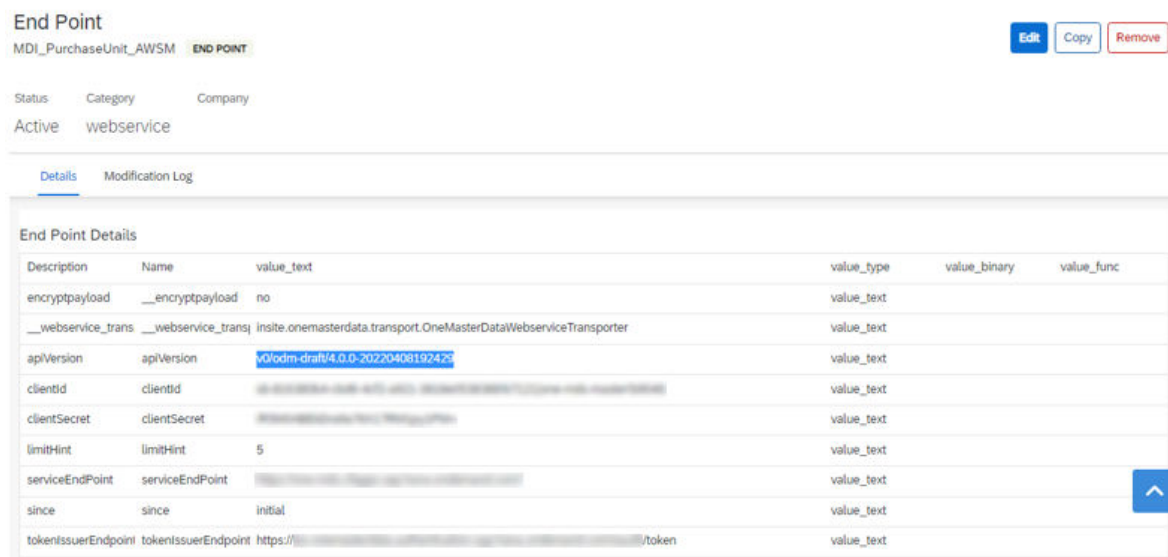 End Point
MDI_PurchaseUnit_AWSM END POINT
Edit Copy Remove
Status Category Company
Active webservice
Details Modification Log
End Point Details
Description Name value_text value_type value_binary value_func
encryptpayload __encryptpayload no value_text
__webservice_trans __webservice_transp insite.onemasterdata.transport.OneMasterDataWebserviceTransporter value_text
apiVersion apiVersion v0/odm-draft/4.0.0-20220408192429 value_text
clientId clientId value_text
clientSecret clientSecret value_text
limitHint limitHint 5 value_text
serviceEndPoint serviceEndPoint value_text
since since initial value_text
tokenIssuerEndpoint tokenIssuerEndpoint https:// /token value_text